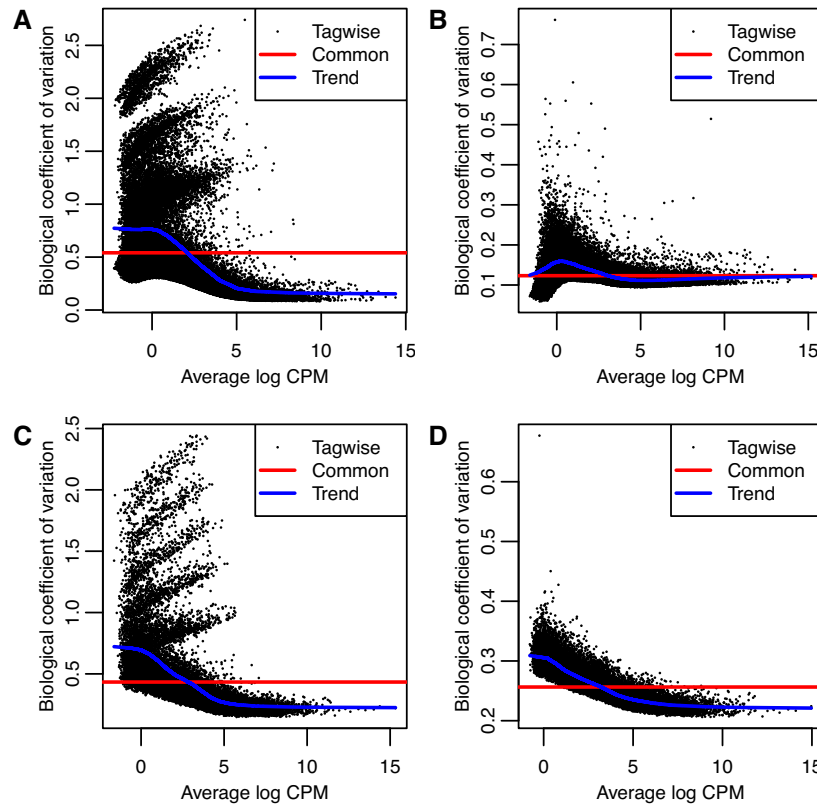 A
Biological coefficient of variation
2.5
2.0
1.5
1.0
0.5
0.0
Tagwise
Common
Trend
0 5 10 15
Average log CPM
B
Biological coefficient of variation
0.7
0.6
0.5
0.4
0.3
0.2
0.1
Tagwise
Common
Trend
0 5 10 15
Average log CPM
C
Biological coefficient of variation
2.5
2.0
1.5
1.0
0.5
Tagwise
Common
Trend
0 5 10 15
Average log CPM
D
Biological coefficient of variation
0.6
0.5
0.4
0.3
0.2
Tagwise
Common
Trend
0 5 10 15
Average log CPM